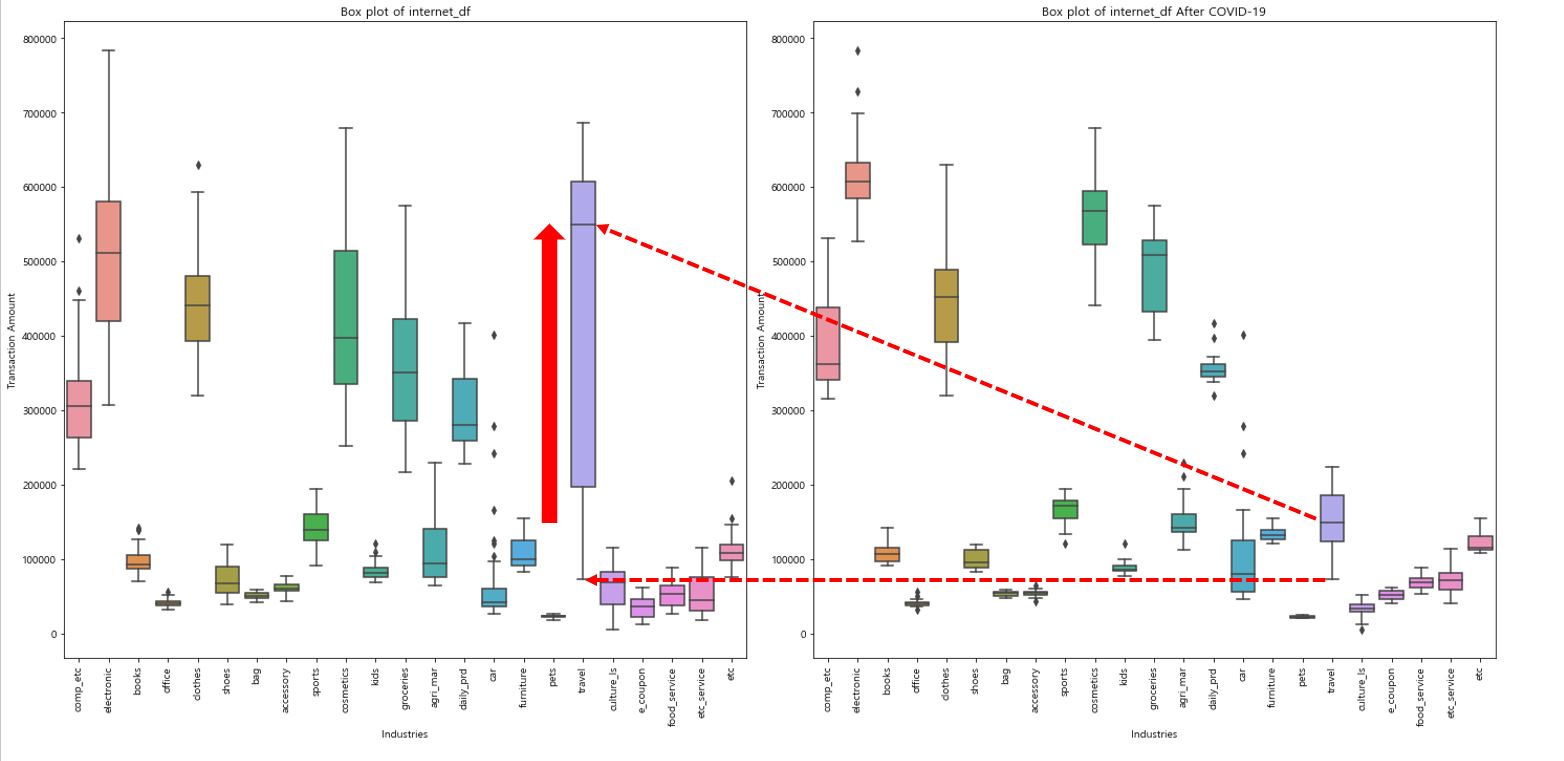 Box plot of internet_df
800000
700000
600000
500000
400000
300000
200000
100000
0
Transaction Amount
comp_etc
electronic
books
office
clothes
shoes
bag
accessory
sports
cosmetics
kids
groceries
agri_mar
daily_prd
car
furniture
pets
travel
culture_ls
e_coupon
food_service
etc_service
etc
Industries
Box plot of internet_df After COVID-19
800000
700000
600000
500000
400000
300000
200000
100000
0
Transaction Amount
comp_etc
electronic
books
office
clothes
shoes
bag
accessory
sports
cosmetics
kids
groceries
agri_mar
daily_prd
car
furniture
pets
travel
culture_ls
e_coupon
food_service
etc_service
etc
Industries